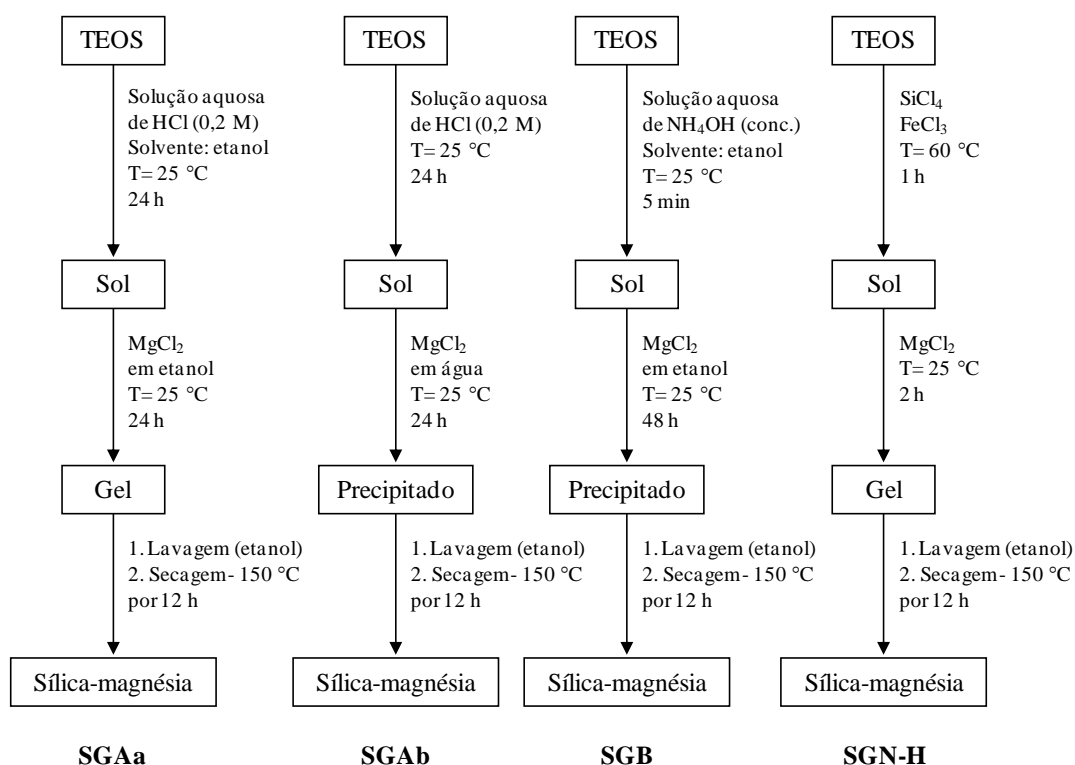 TEOS
Solução aquosa
de HCl (0,2 M)
Solvente: etanol
T= 25 °C
24 h
Sol
MgCl₂
em etanol
T= 25 °C
24 h
Gel
1. Lavagem (etanol)
2. Secagem- 150 °C
por 12 h
Sílica-magnésia
SGAa
TEOS
Solução aquosa
de HCl (0,2 M)
T= 25 °C
24 h
Sol
MgCl₂
em água
T= 25 °C
24 h
Precipitado
1. Lavagem (etanol)
2. Secagem- 150 °C
por 12 h
Sílica-magnésia
SGAb
TEOS
Solução aquosa
de NH₄OH (conc.)
Solvente: etanol
T= 25 °C
5 min
Sol
MgCl₂
em etanol
T= 25 °C
48 h
Precipitado
1. Lavagem (etanol)
2. Secagem- 150 °C
por 12 h
Sílica-magnésia
SGB
TEOS
SiCl₄
FeCl₃
T= 60 °C
1 h
Sol
MgCl₂
T= 25 °C
2 h
Gel
1. Lavagem (etanol)
2. Secagem- 150 °C
por 12 h
Sílica-magnésia
SGN-H